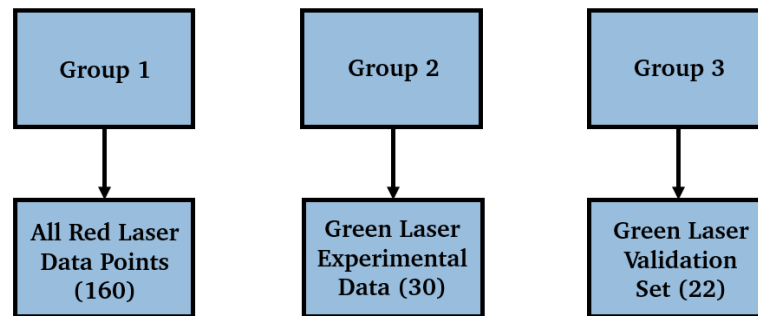 Group 1
Group 2
Group 3
All Red Laser
Data Points
(160)
Green Laser
Experimental
Data (30)
Green Laser
Validation
Set (22)